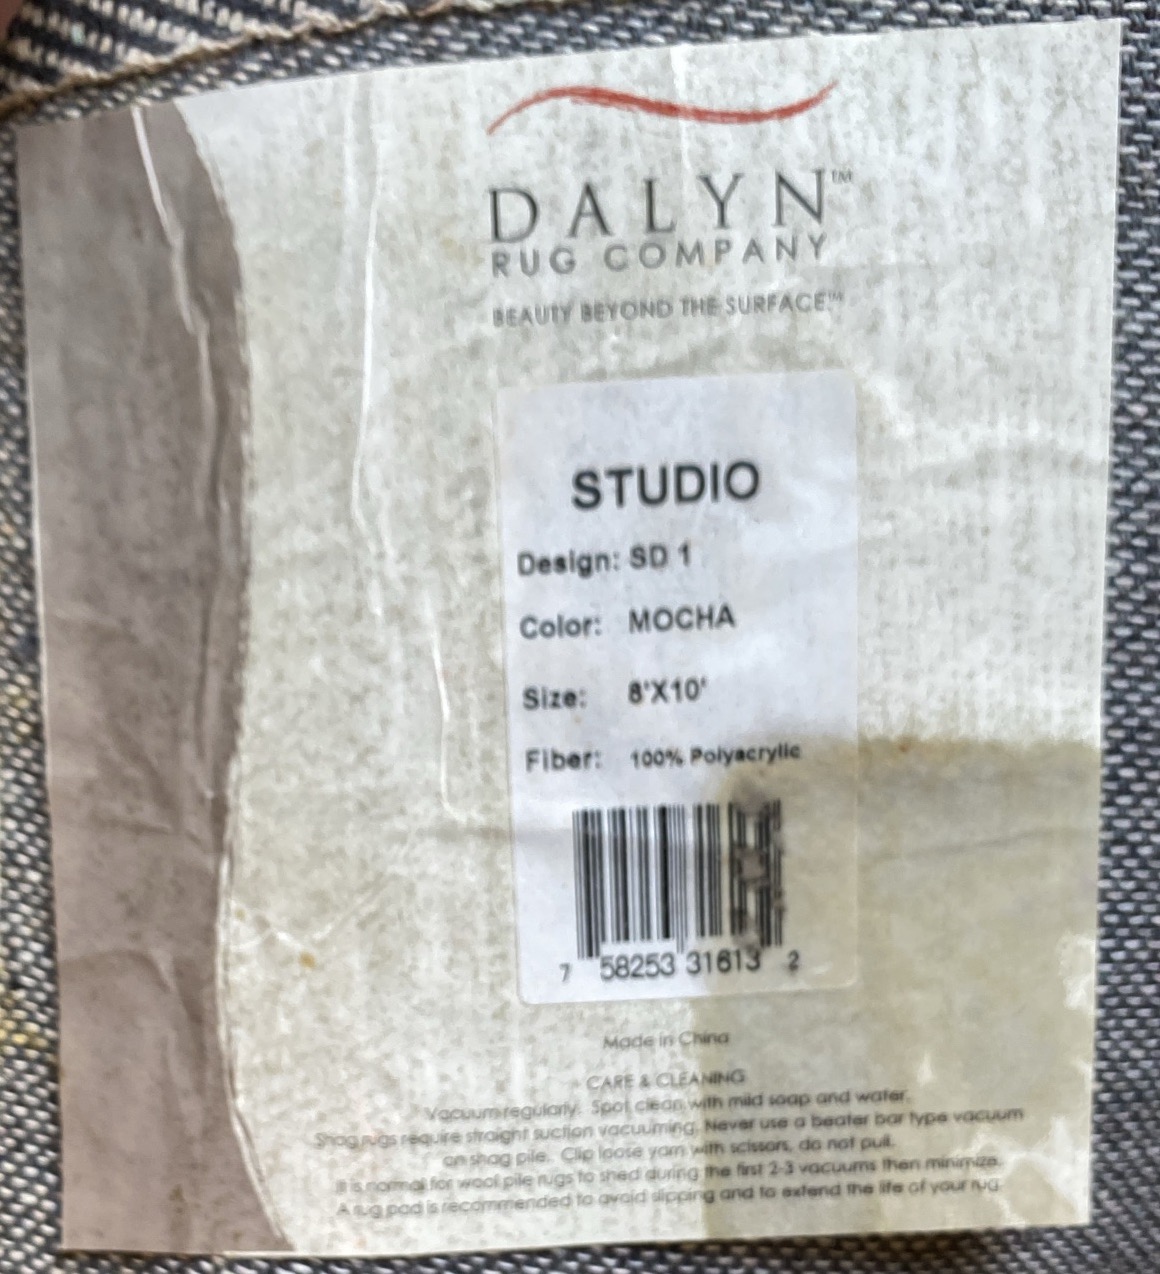 DALYN™
RUG COMPANY
BEAUTY BEYOND THE SURFACE™
STUDIO
Design: SD 1
Color: MOCHA
Size: 8'X10'
Fiber: 100% Polyacrylic
7 58253 31613 2
Made in China
CARE & CLEANING
Vacuum regularly. Spot clean with mild soap and water.
Shag rugs require straight suction vacuuming. Never use a beater bar type vacuum
on shag pile. Clip loose yarn with scissors, do not pull.
It is normal for wool pile rugs to shed during the first 2-3 vacuums then minimize.
A rug pad is recommended to avoid slipping and to extend the life of your rug.